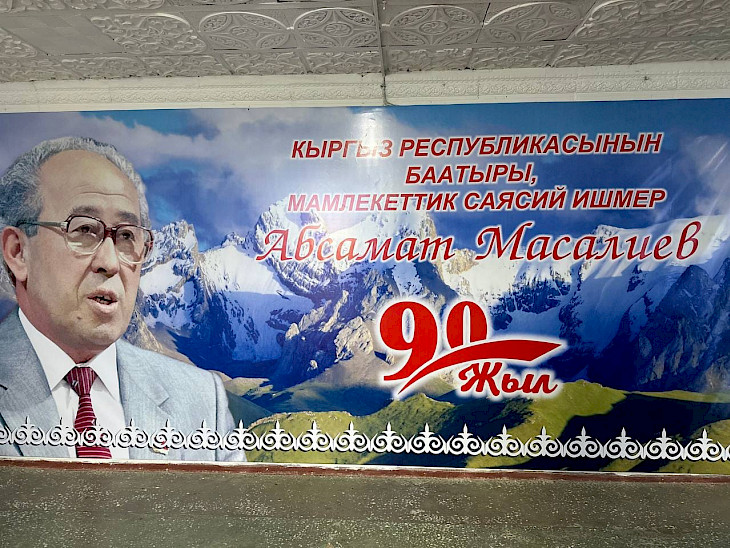 КЫРГЫЗ РЕСПУБЛИКАСЫНЫН
БААТЫРЫ,
МАМЛЕКЕТТИК САЯСИЙ ИШМЕР
Абсамат Масалиев
90
Жыл